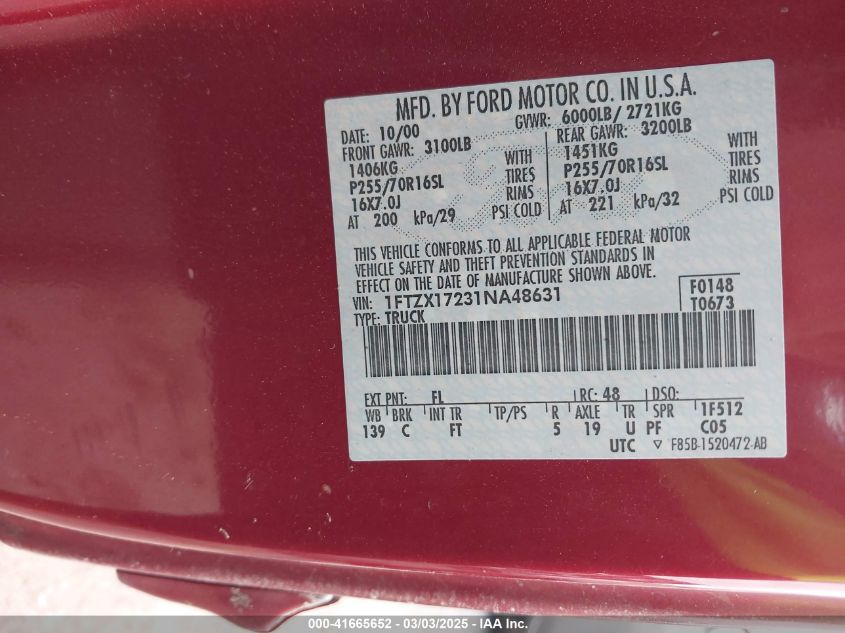 MFD. BY FORD MOTOR CO. IN U.S.A.
DATE: 10/00 GVWR: 6000LB/ 2721KG
FRONT GAWR: 3100LB REAR GAWR: 3200LB
1406KG WITH 1451KG WITH
P255/70R16SL TIRES P255/70R16SL TIRES
16X7.0J RIMS 16X7.0J RIMS
AT 200 kPa/29 PSI COLD AT 221 kPa/32 PSI COLD
THIS VEHICLE CONFORMS TO ALL APPLICABLE FEDERAL MOTOR
VEHICLE SAFETY AND THEFT PREVENTION STANDARDS IN
EFFECT ON THE DATE OF MANUFACTURE SHOWN ABOVE.
VIN: 1FTZX17231NA48631 F0148
TYPE: TRUCK T0673
EXT PNT: FL RC: 48 DSO:
WB BRK INT TR TP/PS R AXLE TR SPR 1F512
139 C FT 5 19 U PF C05
UTC ▽ F85B-1520472-AB
000-41665652 - 03/03/2025 - IAA Inc.